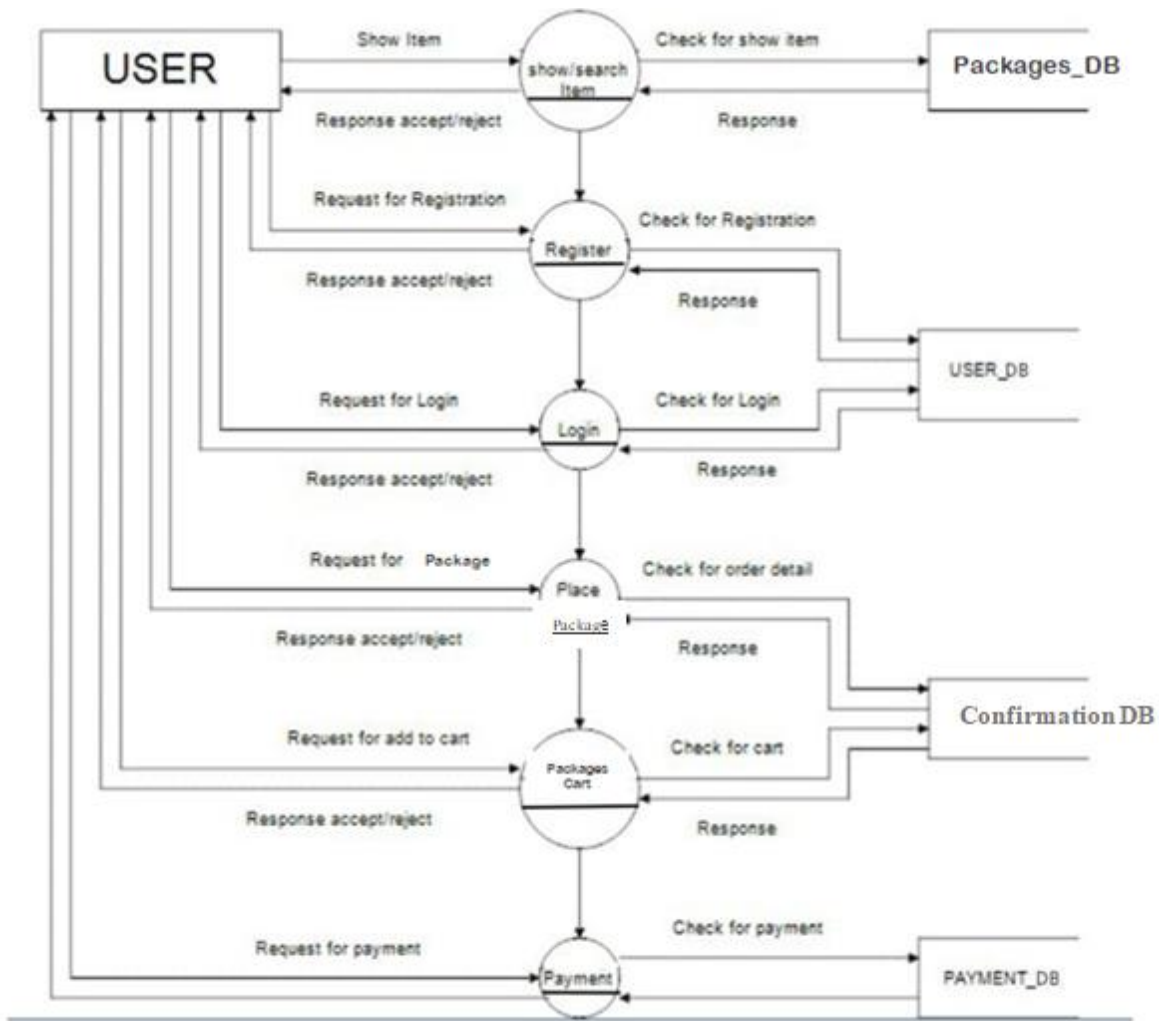 USER
Show Item
show/search
Item
Check for show item
Packages_DB
Response accept/reject
Response
Request for Registration
Register
Check for Registration
Response accept/reject
Response
USER_DB
Request for Login
Login
Check for Login
Response accept/reject
Response
Request for Package
Place
Package
Check for order detail
Response accept/reject
Response
Confirmation DB
Request for add to cart
Packages
Cart
Check for cart
Response accept/reject
Response
Request for payment
Payment
Check for payment
PAYMENT_DB